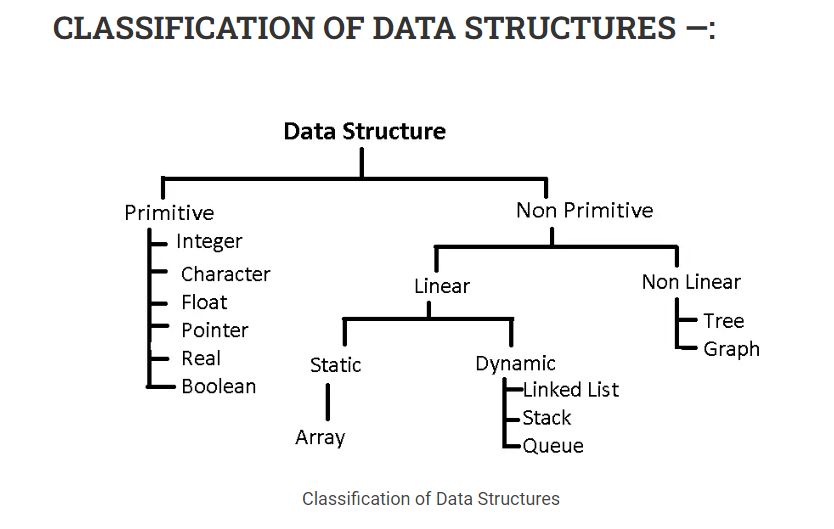 CLASSIFICATION OF DATA STRUCTURES –:
Data Structure
Primitive
Integer
Character
Float
Pointer
Real
Boolean
Non Primitive
Linear
Static
Array
Dynamic
Linked List
Stack
Queue
Non Linear
Tree
Graph
Classification of Data Structures